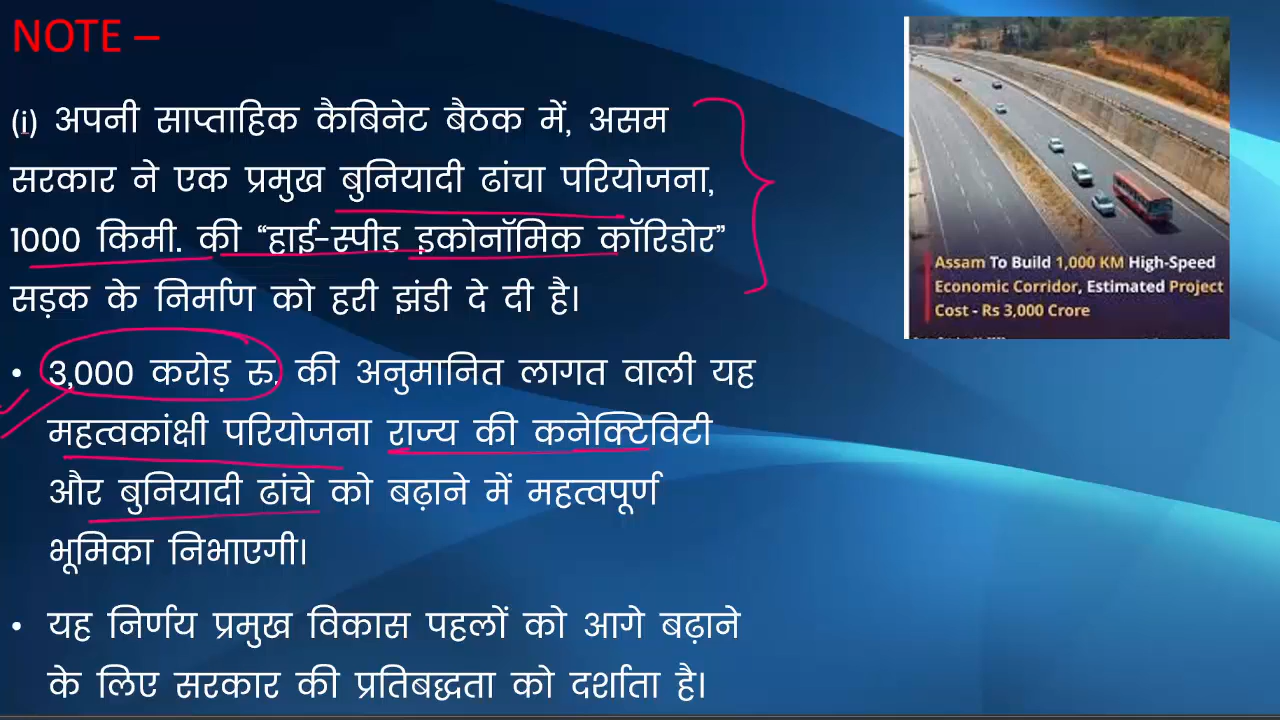 NOTE –
(i) अपनी साप्ताहिक कैबिनेट बैठक में, असम
सरकार ने एक प्रमुख बुनियादी ढांचा परियोजना,
1000 किमी. की “हाई-स्पीड इकोनॉमिक कॉरिडोर”
सड़क के निर्माण को हरी झंडी दे दी है।
• 3,000 करोड़ रु. की अनुमानित लागत वाली यह
महत्वकांक्षी परियोजना राज्य की कनेक्टिविटी
और बुनियादी ढांचे को बढ़ाने में महत्वपूर्ण
भूमिका निभाएगी।
• यह निर्णय प्रमुख विकास पहलों को आगे बढ़ाने
के लिए सरकार की प्रतिबद्धता को दर्शाता है।
Assam To Build 1,000 KM High-Speed
Economic Corridor, Estimated Project
Cost - Rs 3,000 Crore